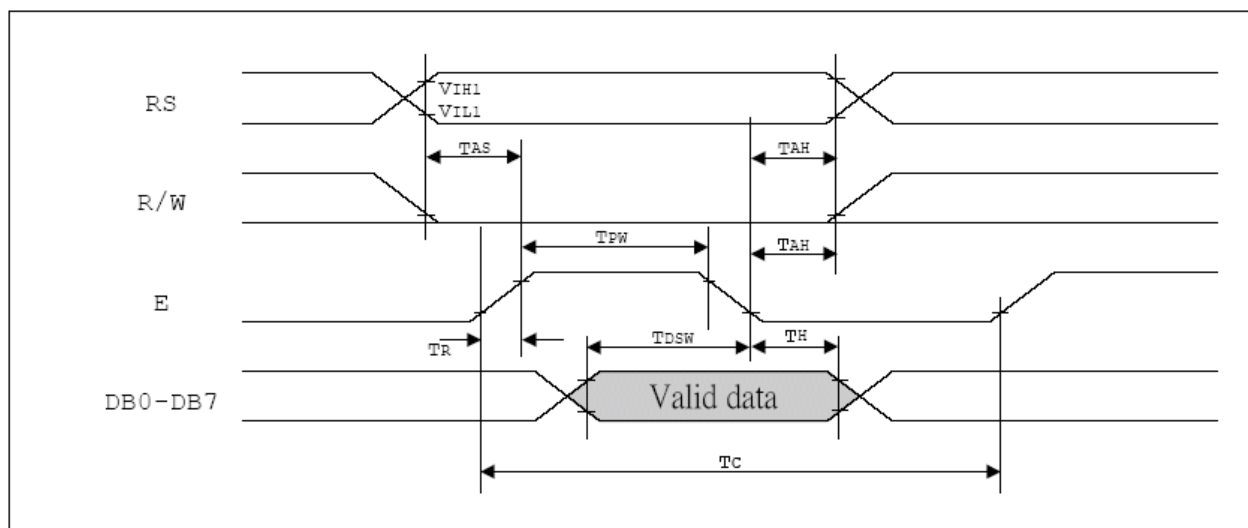 RS
VIH1
VIL1
TAS
TAH
R/W
TPW
TAH
E
TR
TDSW
TH
DB0-DB7
Valid data
TC